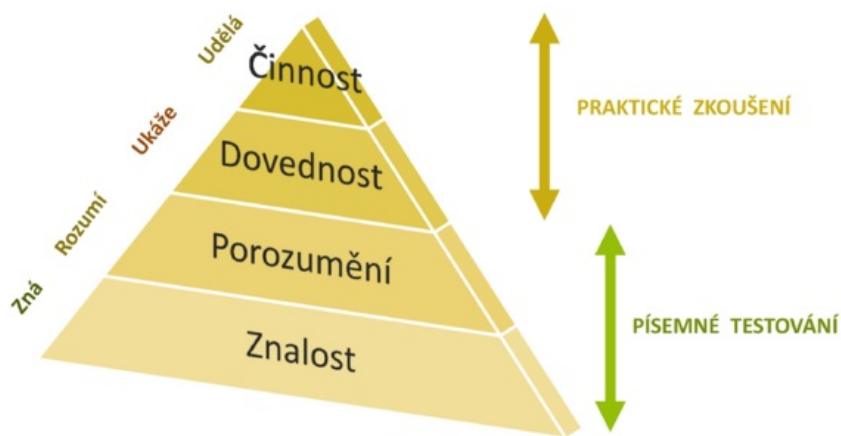 Udělá
Činnost
PRAKTICKÉ ZKOUŠENÍ
Ukáže
Dovednost
Rozumí
Porozumění
Zná
Znalost
PÍSEMNÉ TESTOVÁNÍ